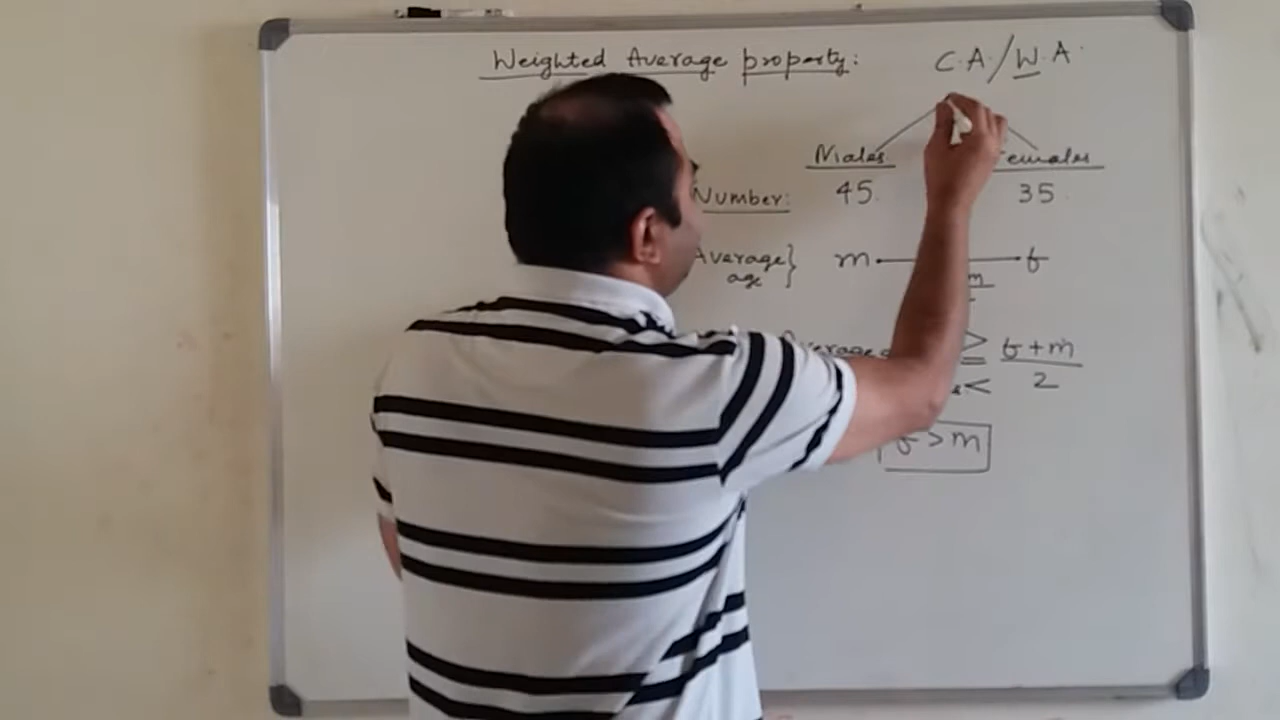 Weighted Average property:
C.A./W.A.
Males
Females
Number:
45
35
Average
age
m
f
m
Average
>
=
<
f+m
2
f > m